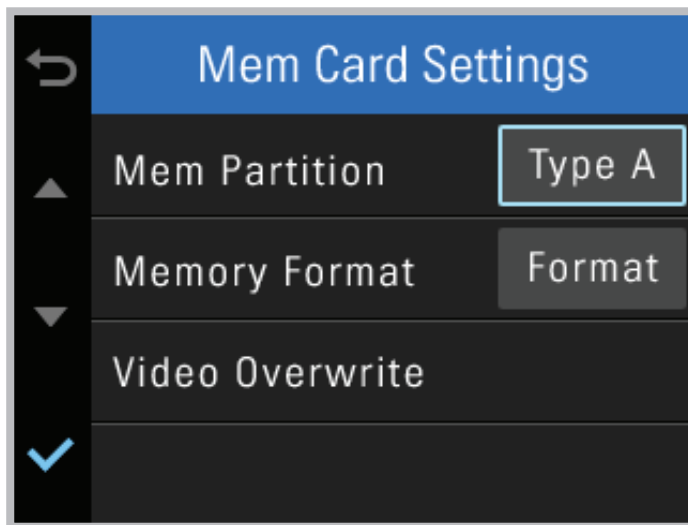 Mem Card Settings
Mem Partition Type A
Memory Format Format
Video Overwrite